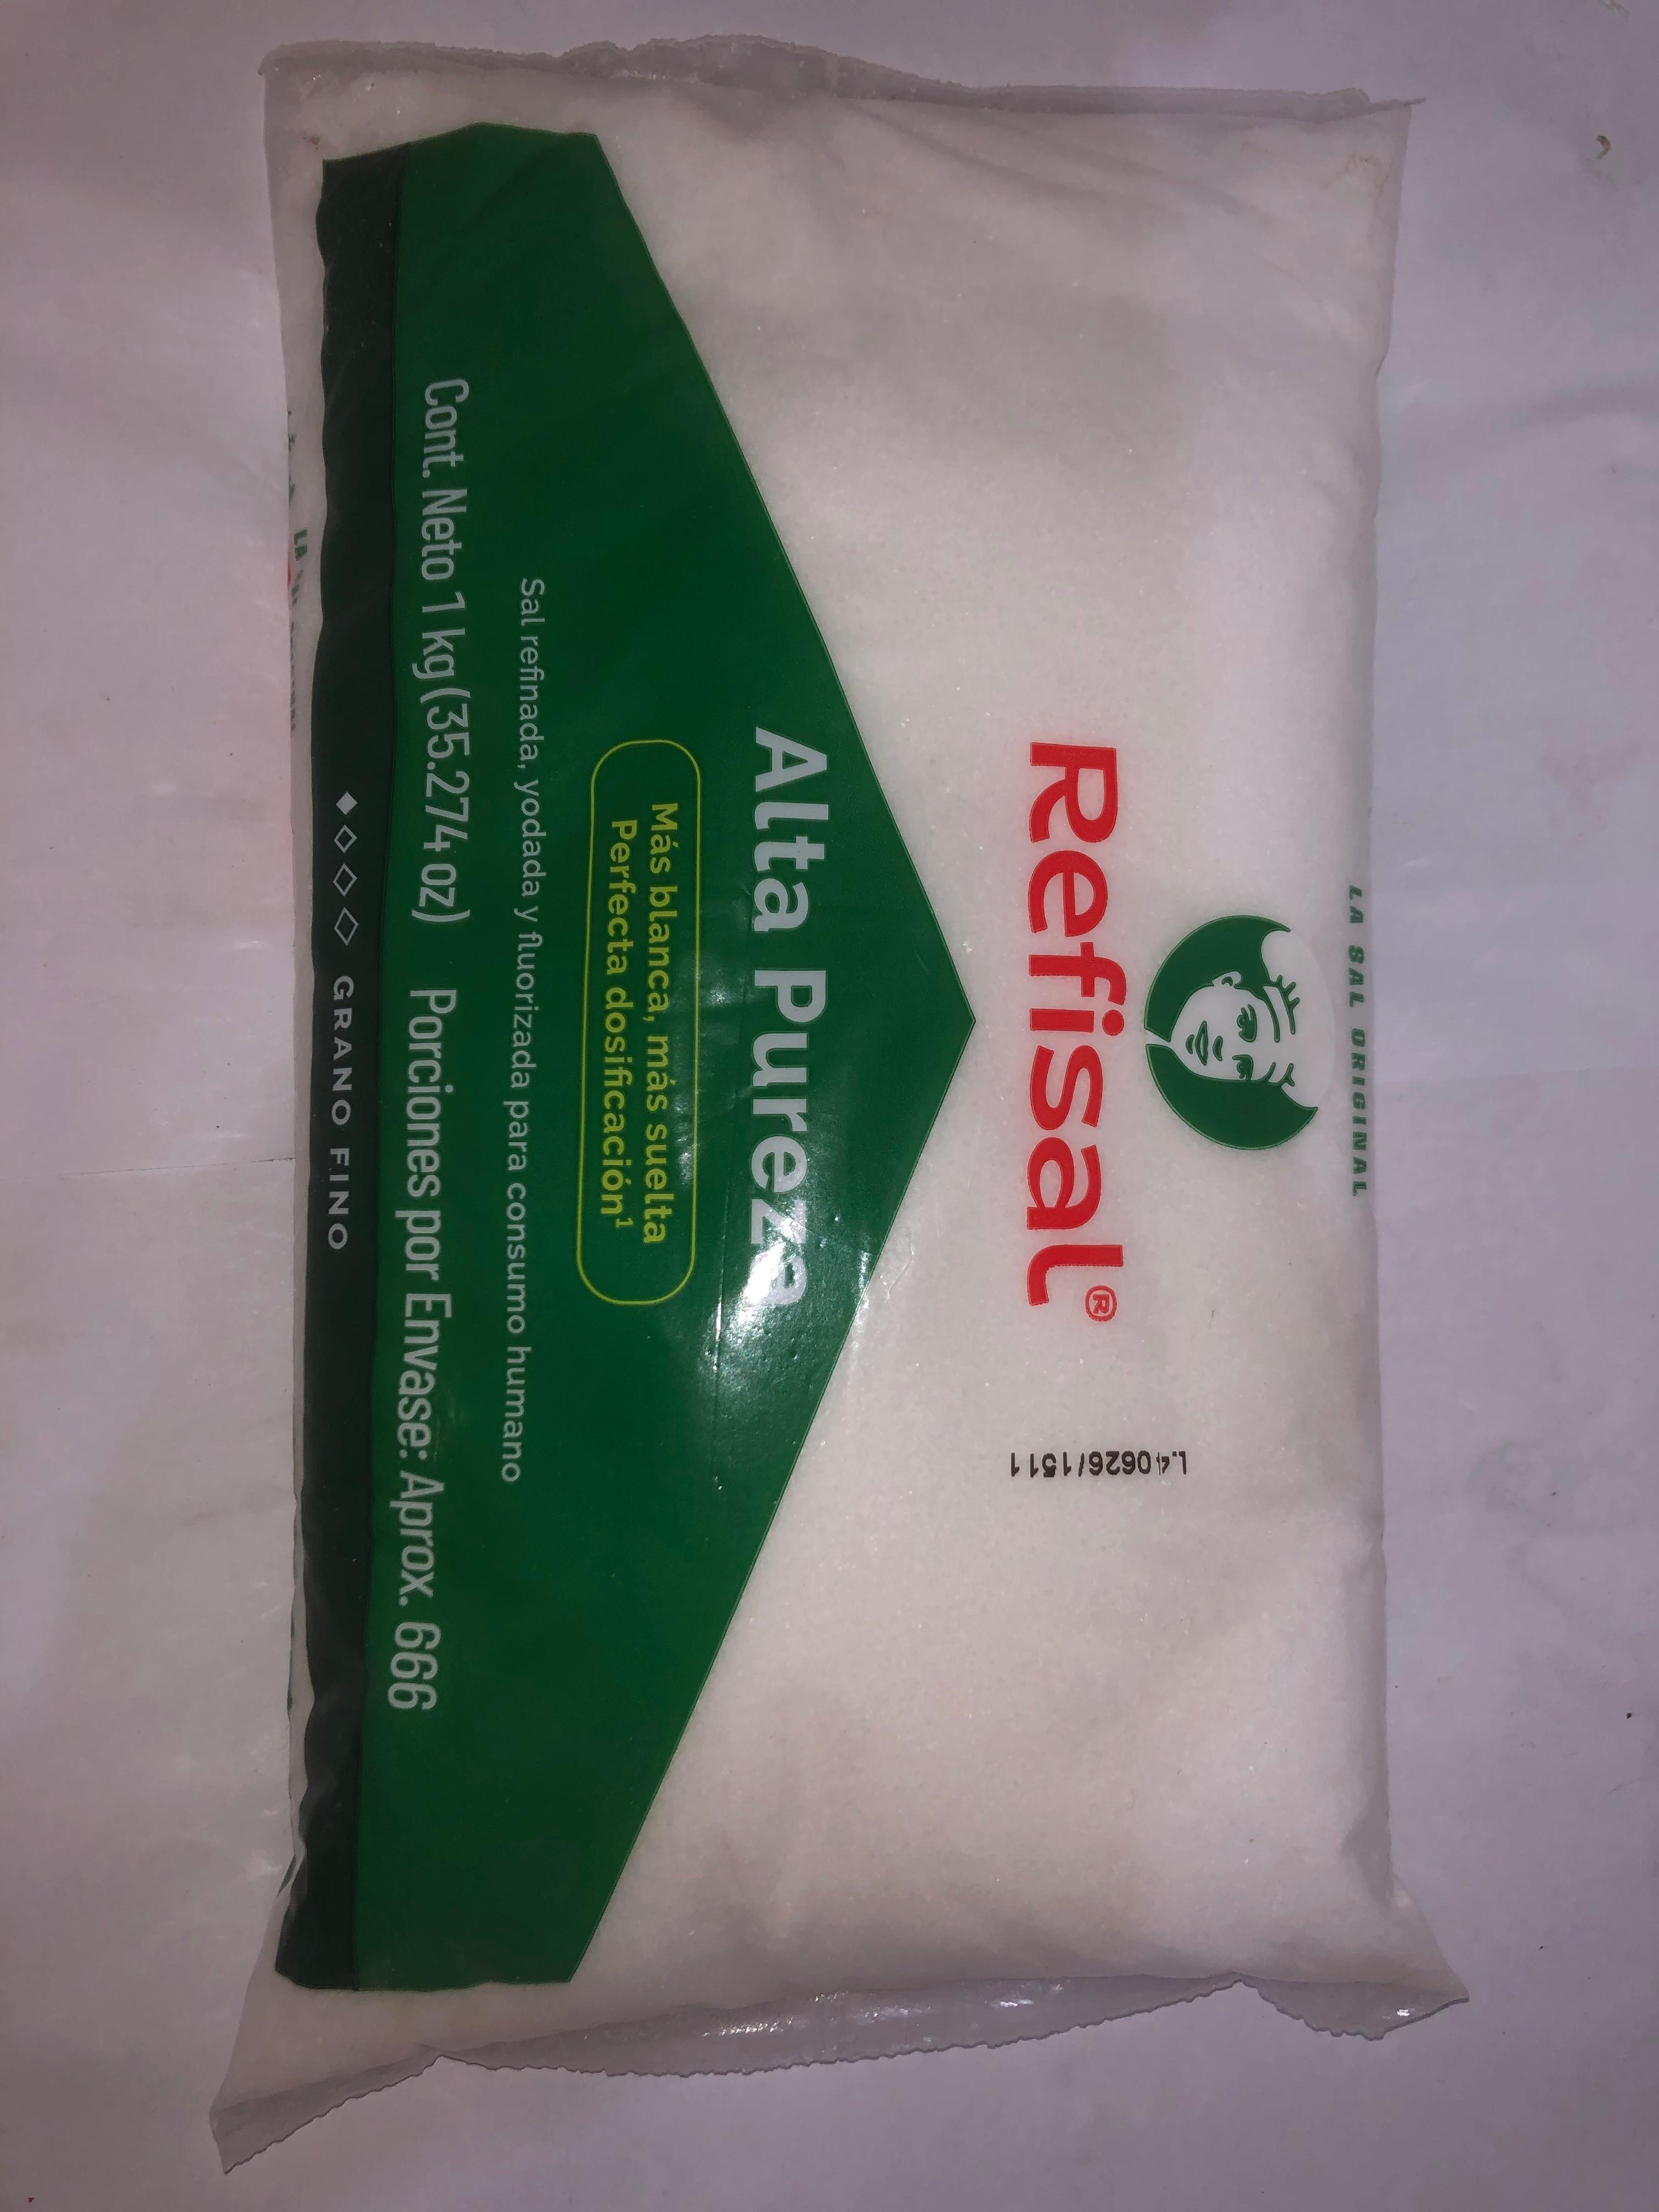 LA SAL ORIGINAL
Refisal®
L.4 0626/1511
Alta Pureza
Más blanca, más suelta
Perfecta dosificación¹
Sal refinada, yodada y fluorizada para consumo humano
Cont. Neto 1 kg (35.274 oz) Porciones por Envase: Aprox. 666
GRANO FINO
LA